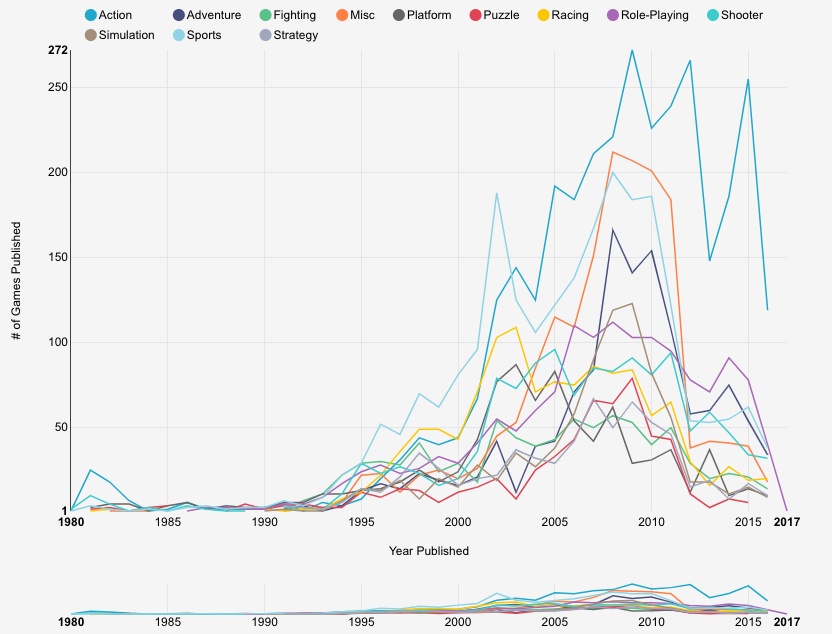 Action Adventure Fighting Misc Platform Puzzle Racing Role-Playing Shooter
Simulation Sports Strategy
272
250
200
150
100
50
1
# of Games Published
1980 1985 1990 1995 2000 2005 2010 2015 2017
Year Published
1980 1985 1990 1995 2000 2005 2010 2015 2017